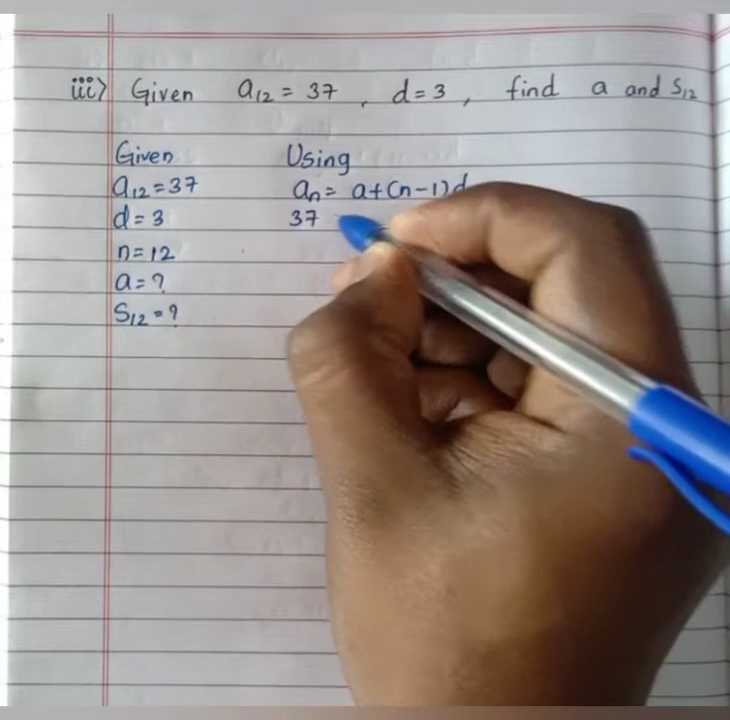 iii) Given a₁₂ = 37 , d = 3 , find a and S₁₂
Given Using
a₁₂ = 37 aₙ = a+(n-1)d
d = 3 37
n = 12
a = ?
S₁₂ = ?